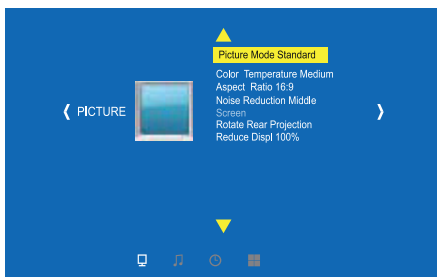 PICTURE
Picture Mode Standard
Color Temperature Medium
Aspect Ratio 16:9
Noise Reduction Middle
Screen
Rotate Rear Projection
Reduce Displ 100%